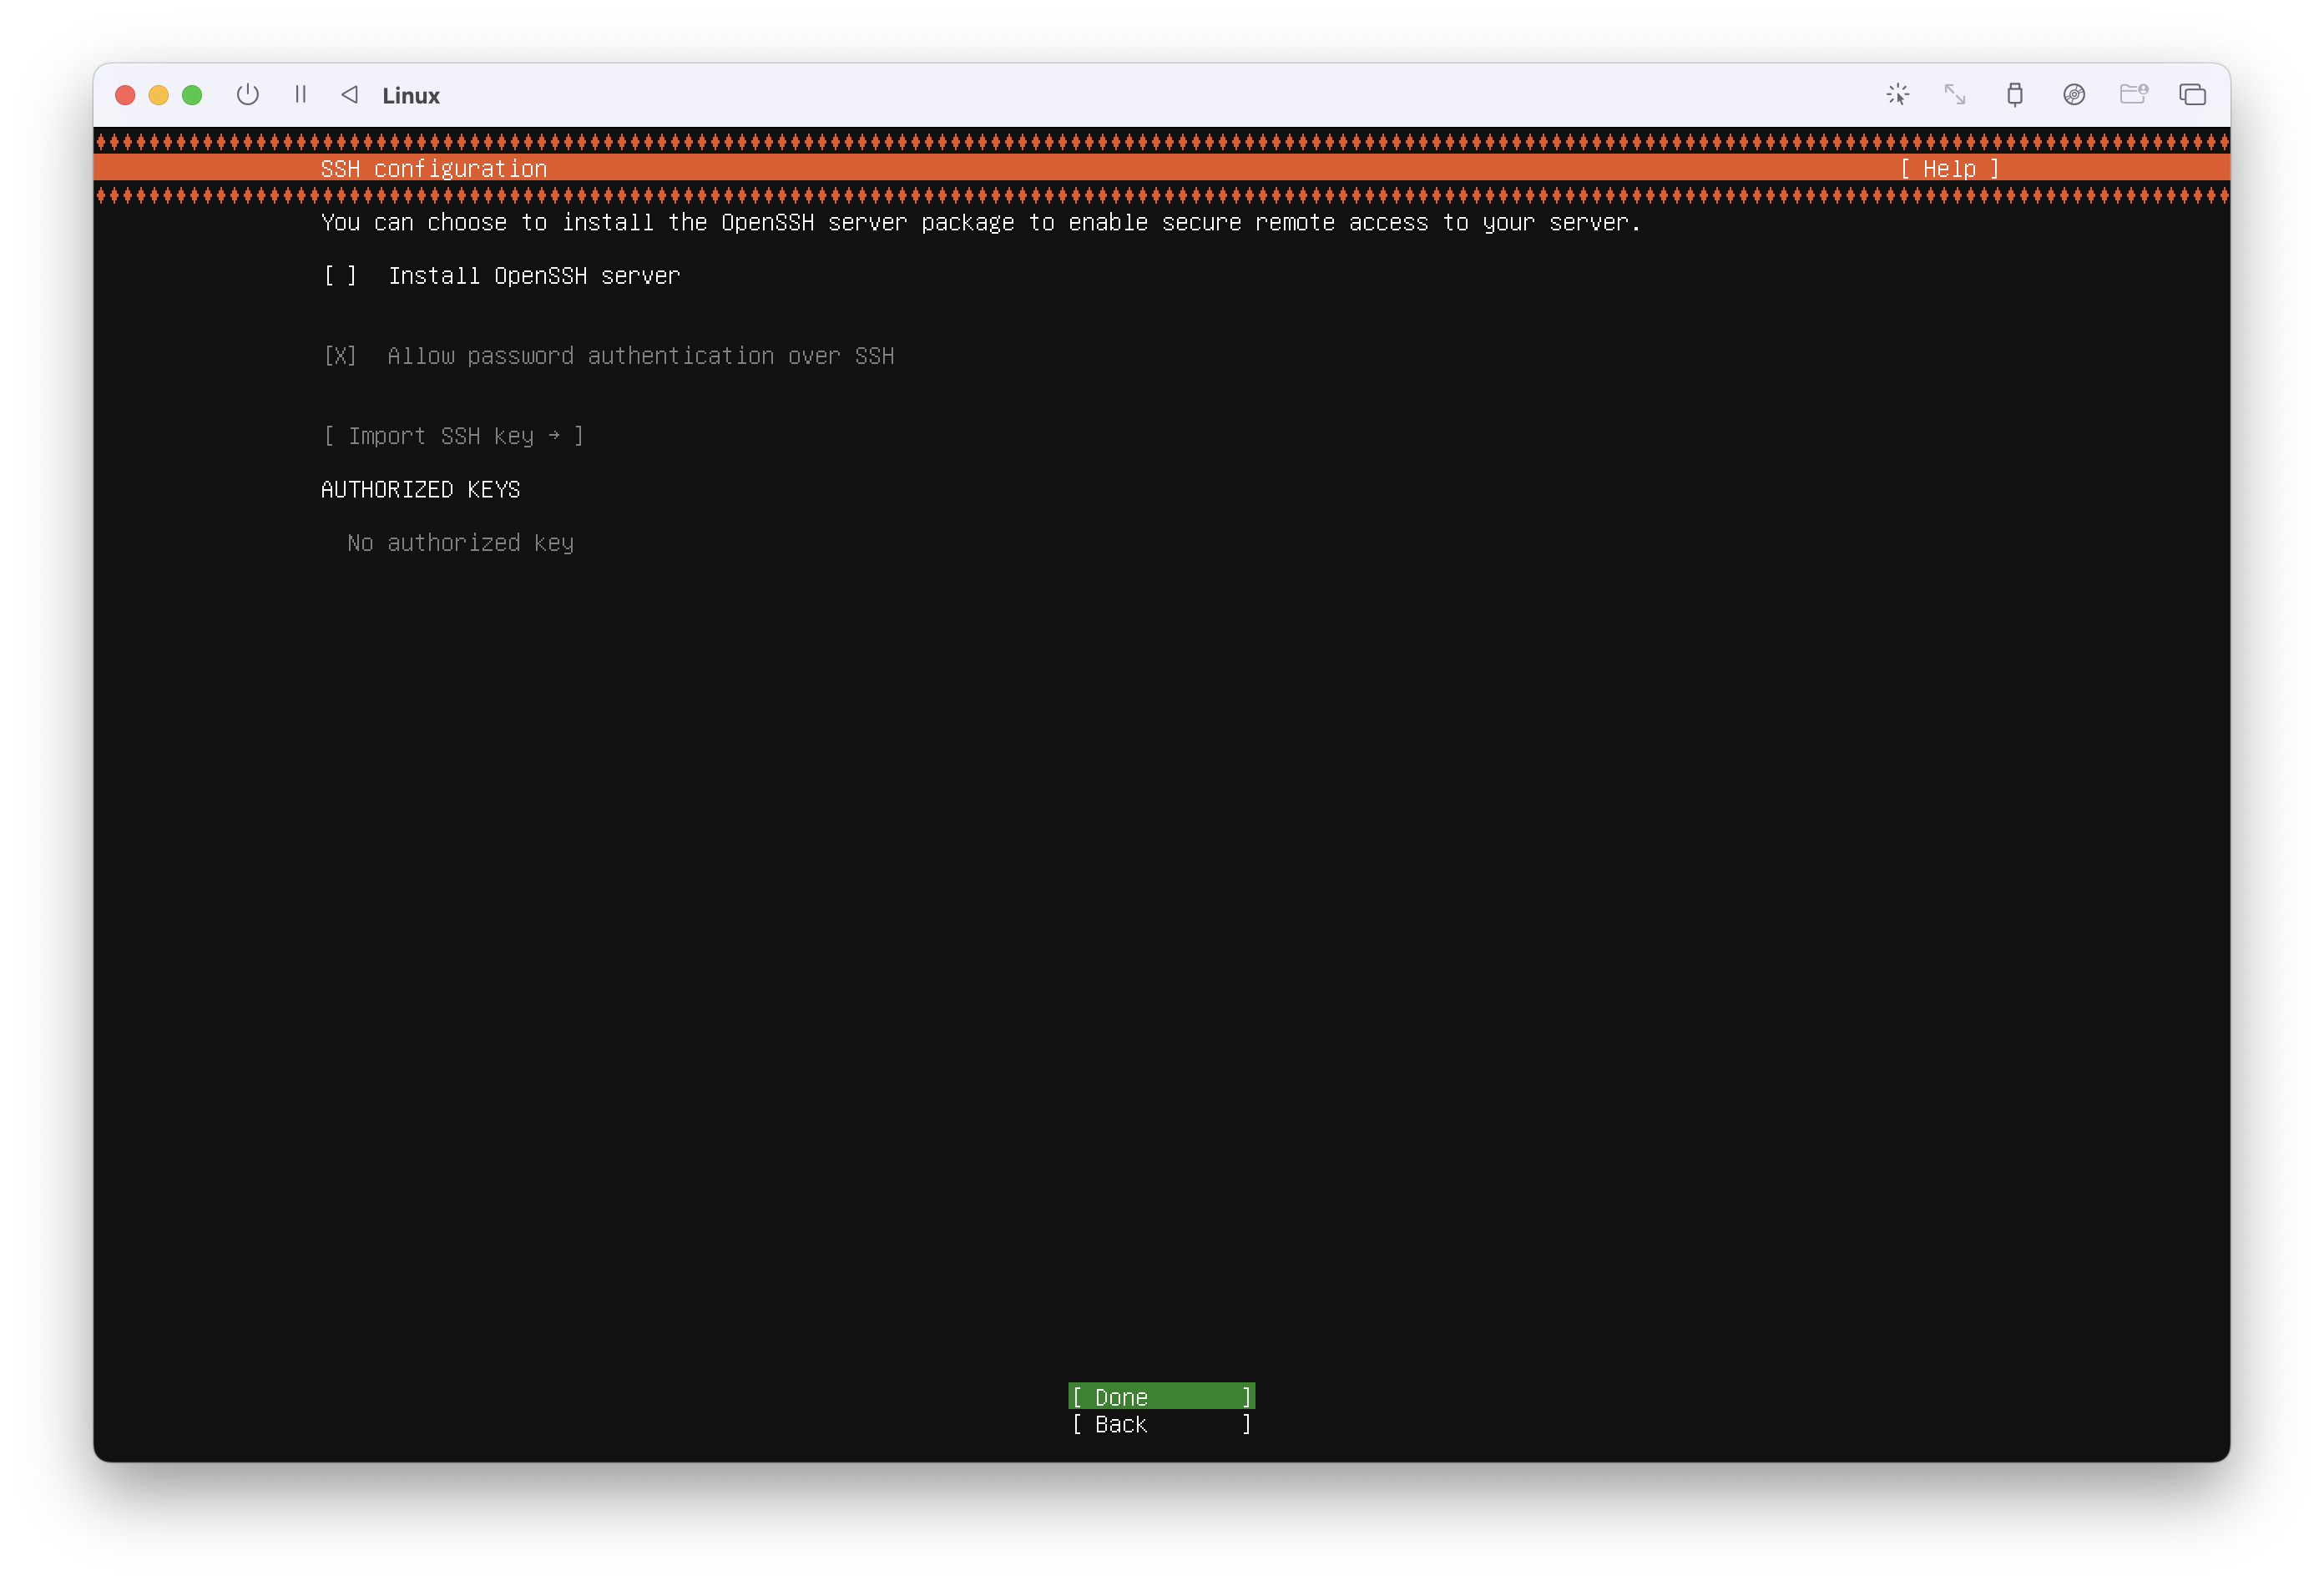 Linux
SSH configuration [ Help ]
You can choose to install the OpenSSH server package to enable secure remote access to your server.
[ ] Install OpenSSH server
[X] Allow password authentication over SSH
[ Import SSH key → ]
AUTHORIZED KEYS
No authorized key
[ Done ]
[ Back ]